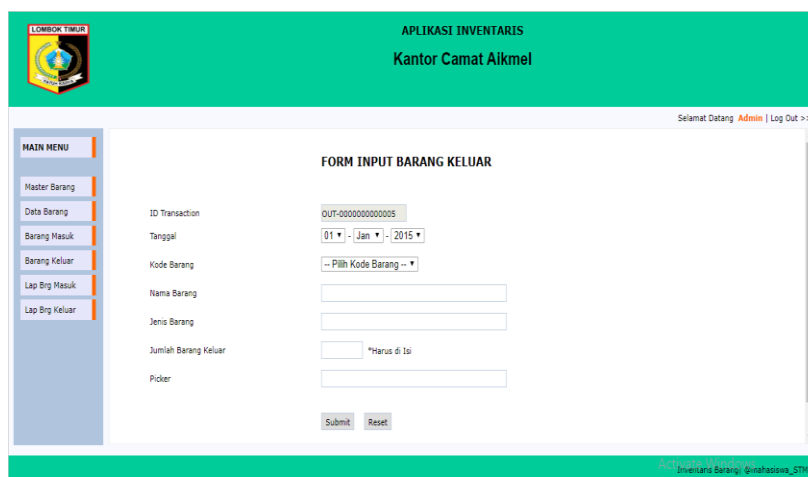 LOMBOK TIMUR
APLIKASI INVENTARIS
Kantor Camat Aikmel
Selamat Datang Admin | Log Out >>
MAIN MENU
Master Barang
Data Barang
Barang Masuk
Barang Keluar
Lap Brg Masuk
Lap Brg Keluar
FORM INPUT BARANG KELUAR
ID Transaction OUT-0000000000005
Tanggal 01 - Jan - 2015
Kode Barang -- Pilih Kode Barang --
Nama Barang
Jenis Barang
Jumlah Barang Keluar *Harus di Isi
Picker
Submit Reset
Activate Windows
Inventaris Barang| @mahasiswa_STM